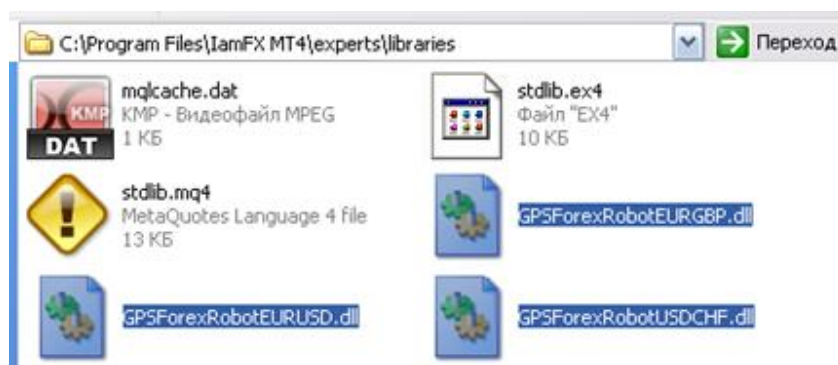 C:\Program Files\IamFX MT4\experts\libraries
Переход
mqlcache.dat
KMP - Видеофайл MPEG
1 КБ
KMP
DAT
stdlib.ex4
Файл "EX4"
10 КБ
stdlib.mq4
MetaQuotes Language 4 file
13 КБ
GPSForexRobotEURGBP.dll
GPSForexRobotEURUSD.dll
GPSForexRobotUSDCHF.dll